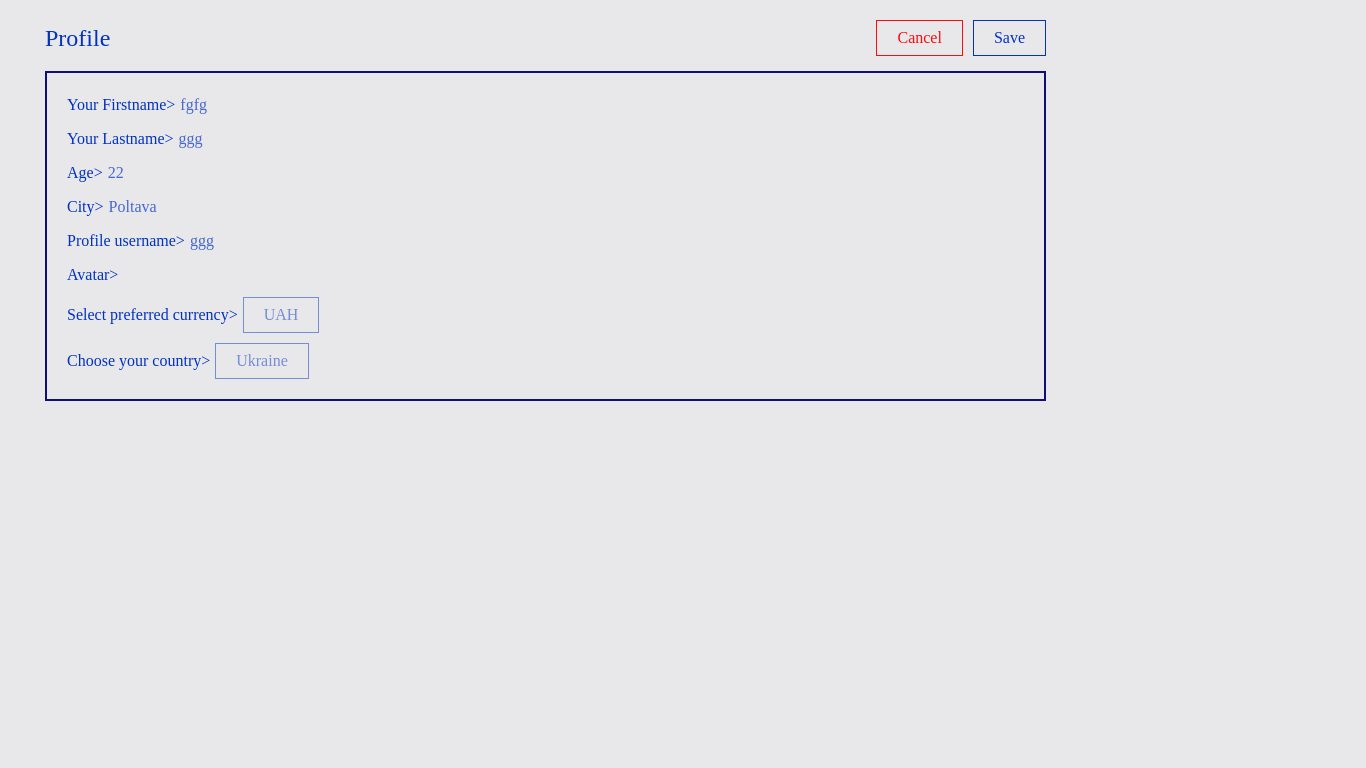 Profile
Cancel
Save
Your Firstname> fgfg
Your Lastname> ggg
Age> 22
City> Poltava
Profile username> ggg
Avatar>
Select preferred currency> UAH
Choose your country> Ukraine